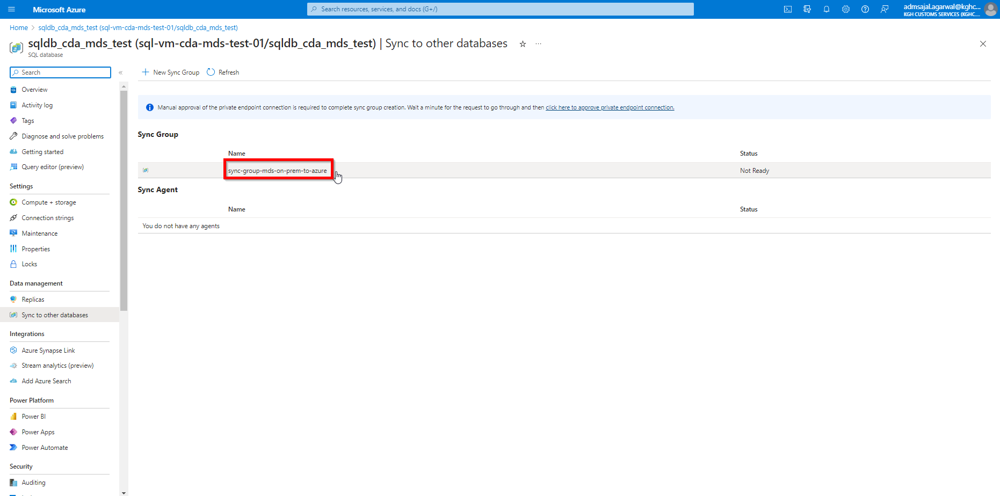 Microsoft Azure
Search resources, services, and docs (G+/)
admsajal.agarwal@kghc...
KGH CUSTOMS SERVICES (KGHC....
Home > sqldb_cda_mds_test (sql-vm-cda-mds-test-01/sqldb_cda_mds_test)
sqldb_cda_mds_test (sql-vm-cda-mds-test-01/sqldb_cda_mds_test) | Sync to other databases
SQL database
Search
New Sync Group
Refresh
Overview
Activity log
Tags
Diagnose and solve problems
Getting started
Query editor (preview)
Settings
Compute + storage
Connection strings
Maintenance
Properties
Locks
Data management
Replicas
Sync to other databases
Integrations
Azure Synapse Link
Stream analytics (preview)
Add Azure Search
Power Platform
Power BI
Power Apps
Power Automate
Security
Auditing
Manual approval of the private endpoint connection is required to complete sync group creation. Wait a minute for the request to go through and then click here to approve private endpoint connection.
Sync Group
Name Status
sync-group-mds-on-prem-to-azure Not Ready
Sync Agent
Name Status
You do not have any agents